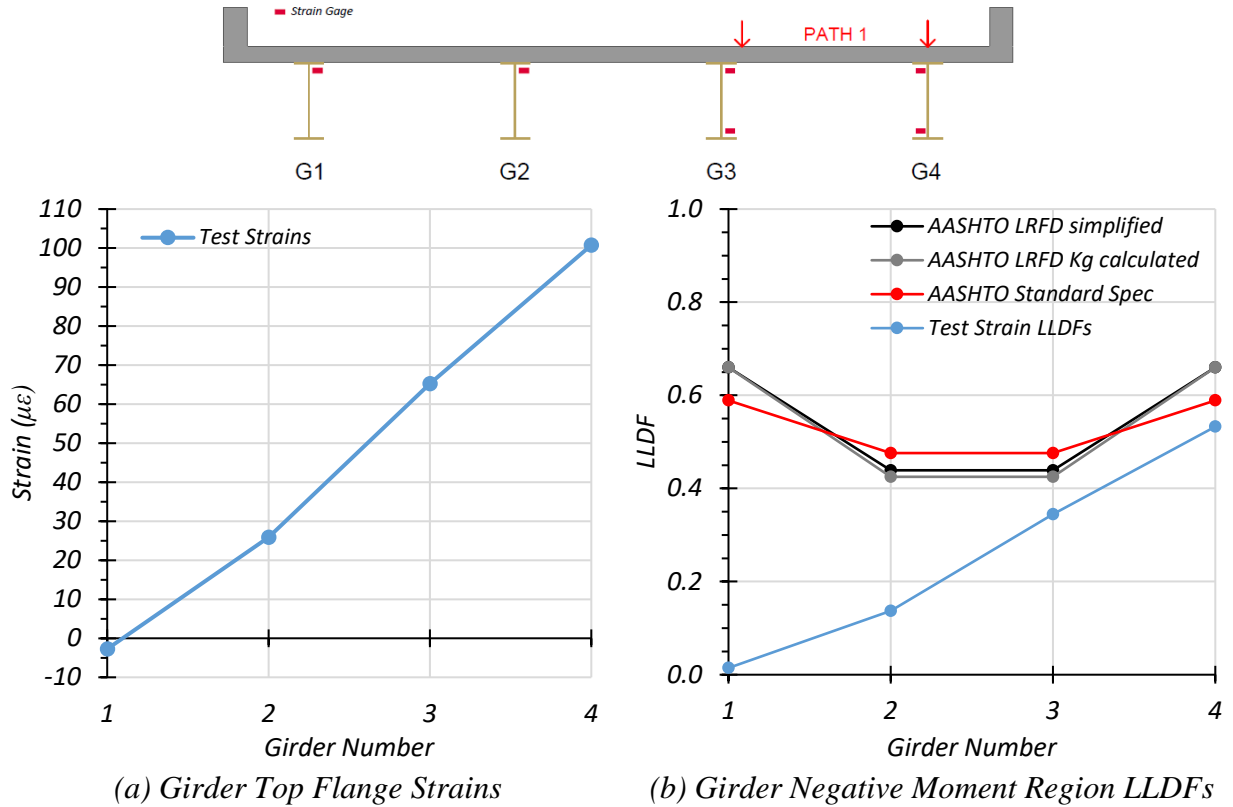 Strain Gage
PATH 1
G1
G2
G3
G4
110
100
90
80
70
60
50
40
30
20
10
0
-10
Strain (με)
Test Strains
1
2
3
4
Girder Number
(a) Girder Top Flange Strains
1.0
0.8
0.6
0.4
0.2
0.0
LLDF
AASHTO LRFD simplified
AASHTO LRFD Kg calculated
AASHTO Standard Spec
Test Strain LLDFs
1
2
3
4
Girder Number
(b) Girder Negative Moment Region LLDFs